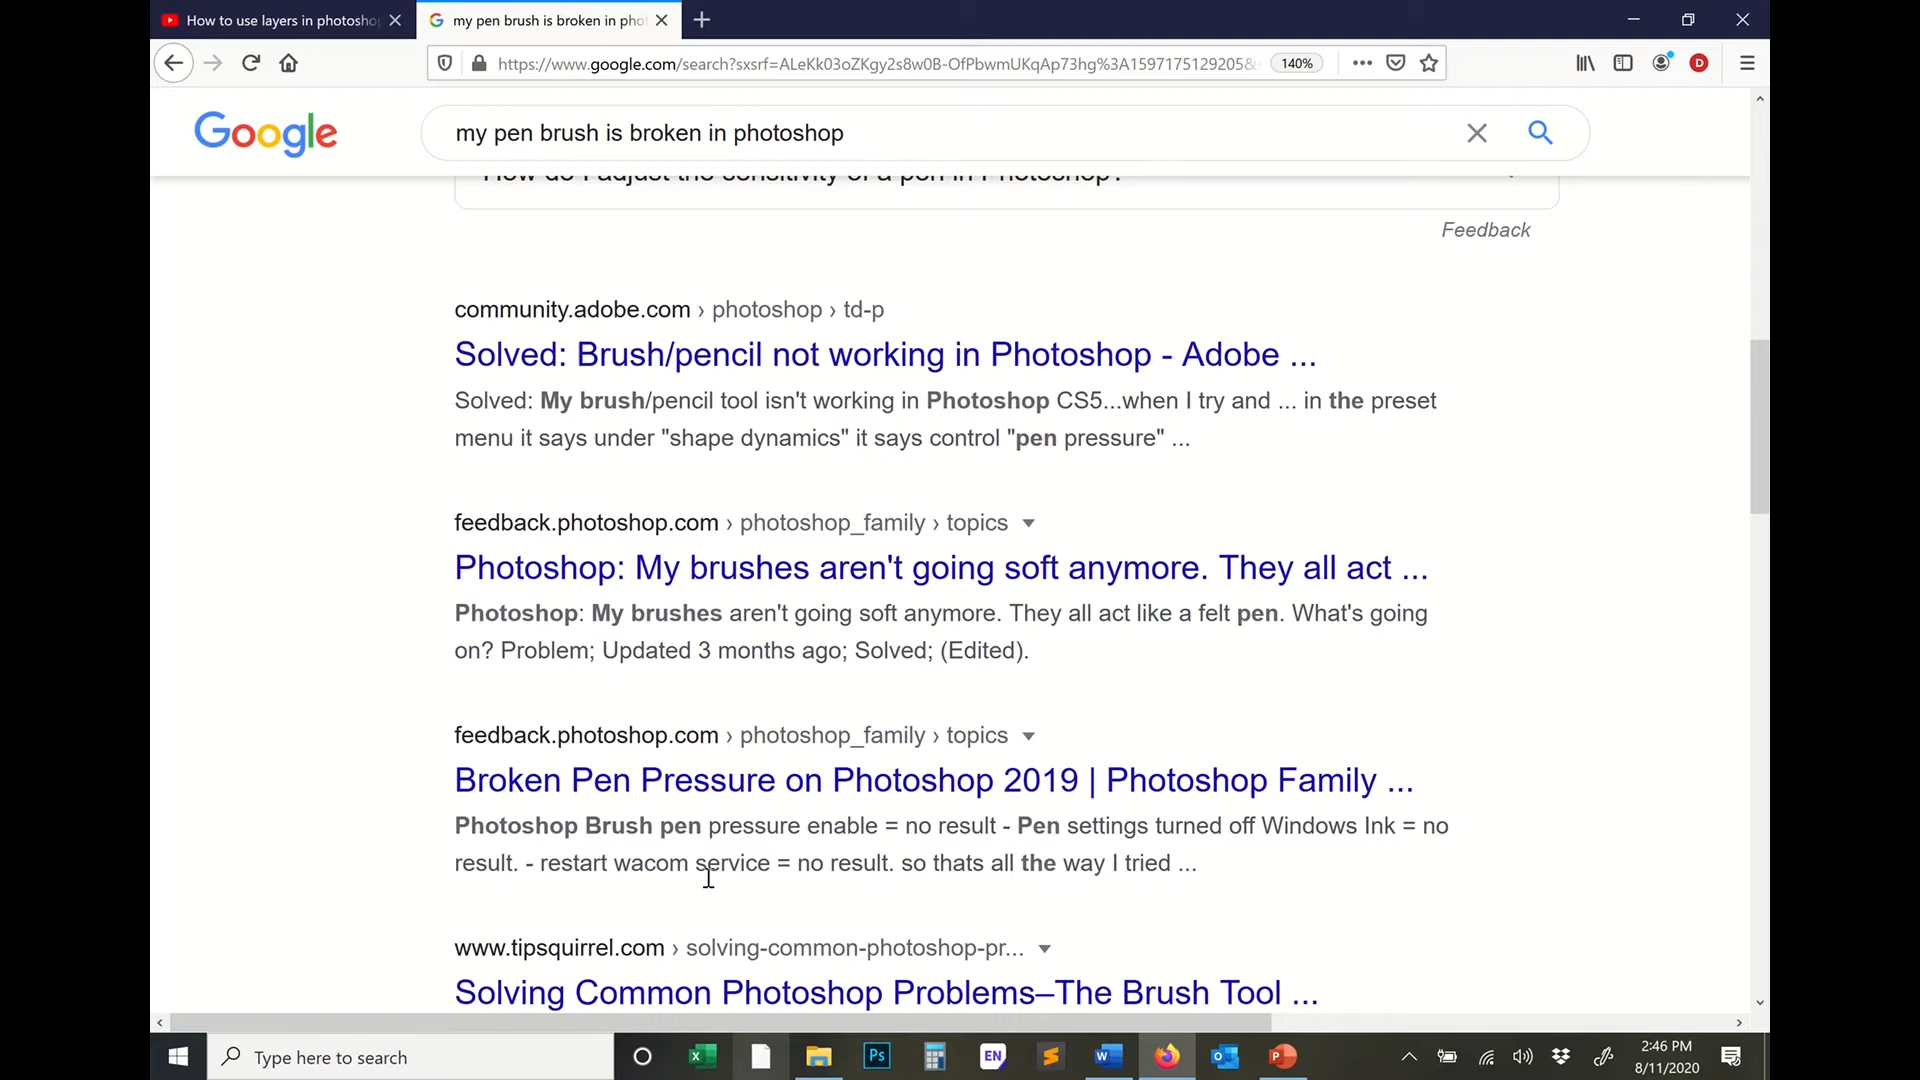 How to use layers in photosho
my pen brush is broken in pho
https://www.google.com/search?sxsrf=ALeKk03oZKgy2s8w0B-OfPbwmUKqAp73hg%3A1597175129205&
140%
D
Google
my pen brush is broken in photoshop
How do I adjust the sensitivity of a pen in Photoshop?
Feedback
community.adobe.com › photoshop › td-p
Solved: Brush/pencil not working in Photoshop - Adobe ...
Solved: My brush/pencil tool isn't working in Photoshop CS5...when I try and ... in the preset
menu it says under "shape dynamics" it says control "pen pressure" ...
feedback.photoshop.com › photoshop_family › topics
Photoshop: My brushes aren't going soft anymore. They all act ...
Photoshop: My brushes aren't going soft anymore. They all act like a felt pen. What's going
on? Problem; Updated 3 months ago; Solved; (Edited).
feedback.photoshop.com › photoshop_family › topics
Broken Pen Pressure on Photoshop 2019 | Photoshop Family ...
Photoshop Brush pen pressure enable = no result - Pen settings turned off Windows Ink = no
result. - restart wacom service = no result. so thats all the way I tried ...
www.tipsquirrel.com › solving-common-photoshop-pr...
Solving Common Photoshop Problems–The Brush Tool ...
Type here to search
Ps
EN
2:46 PM
8/11/2020